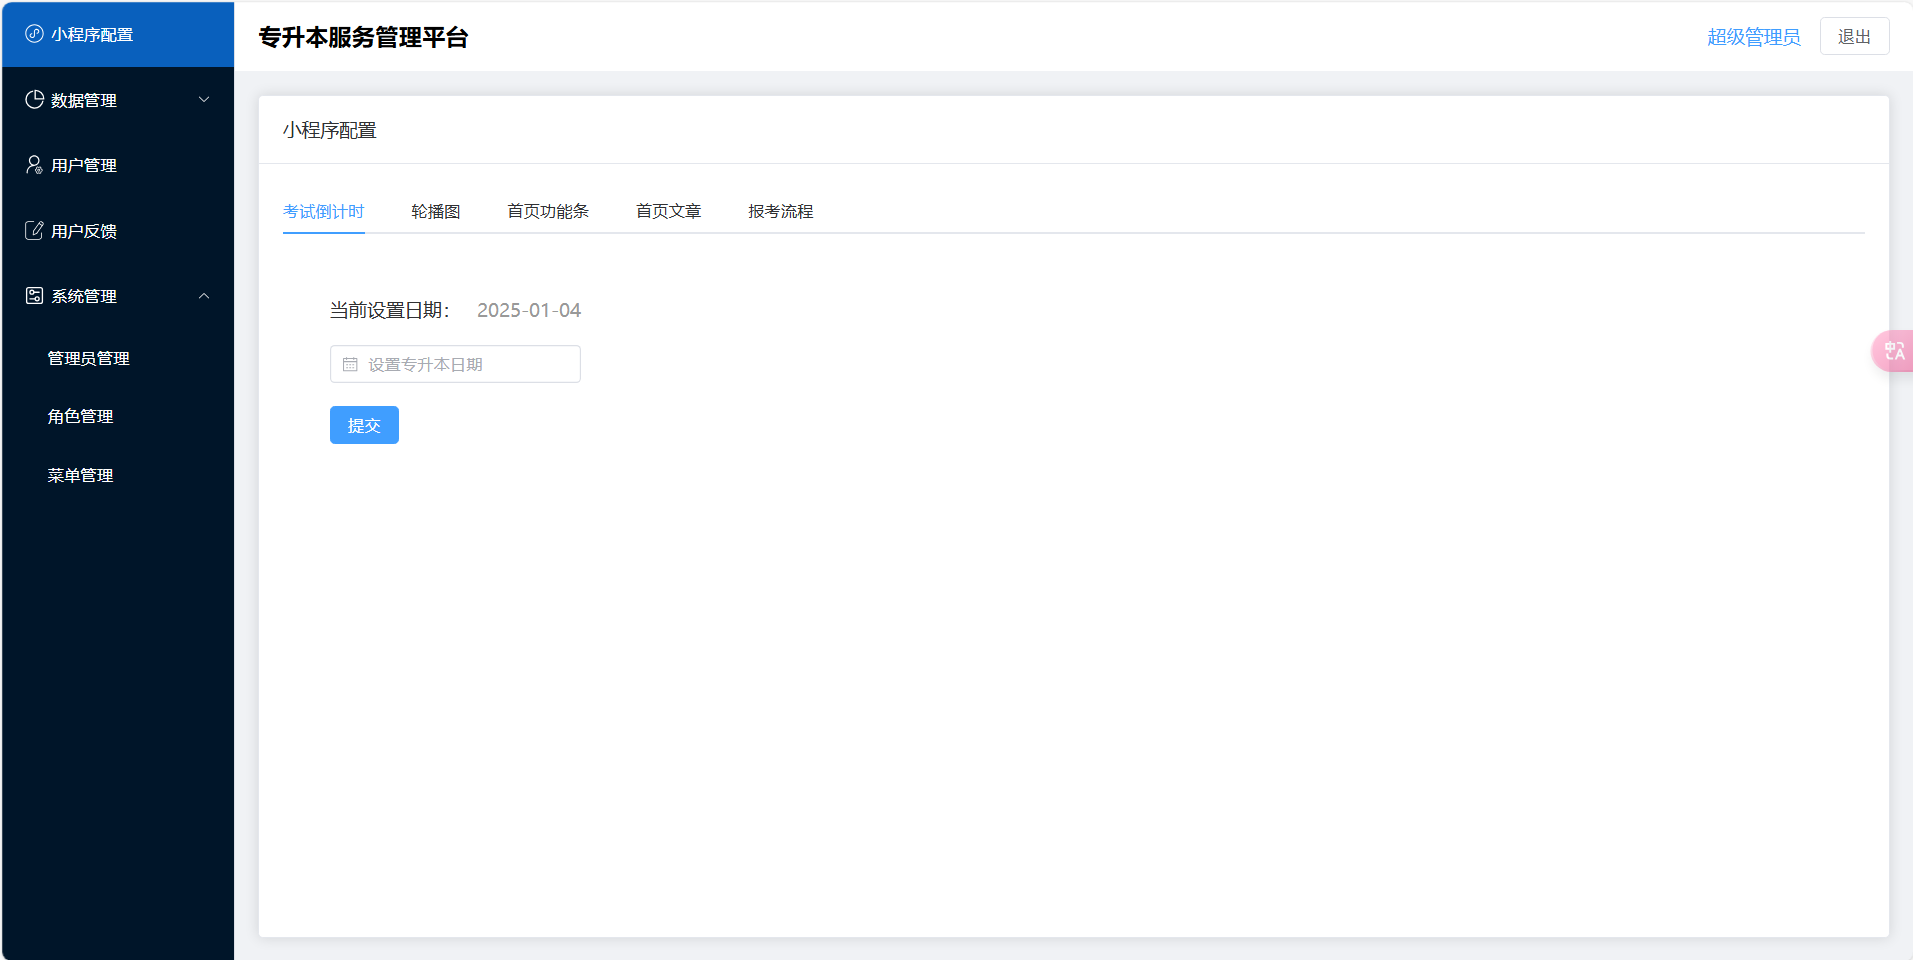 小程序配置
数据管理
用户管理
用户反馈
系统管理
管理员管理
角色管理
菜单管理
专升本服务管理平台
超级管理员
退出
小程序配置
考试倒计时 轮播图 首页功能条 首页文章 报考流程
当前设置日期： 2025-01-04
设置专升本日期
提交
中A